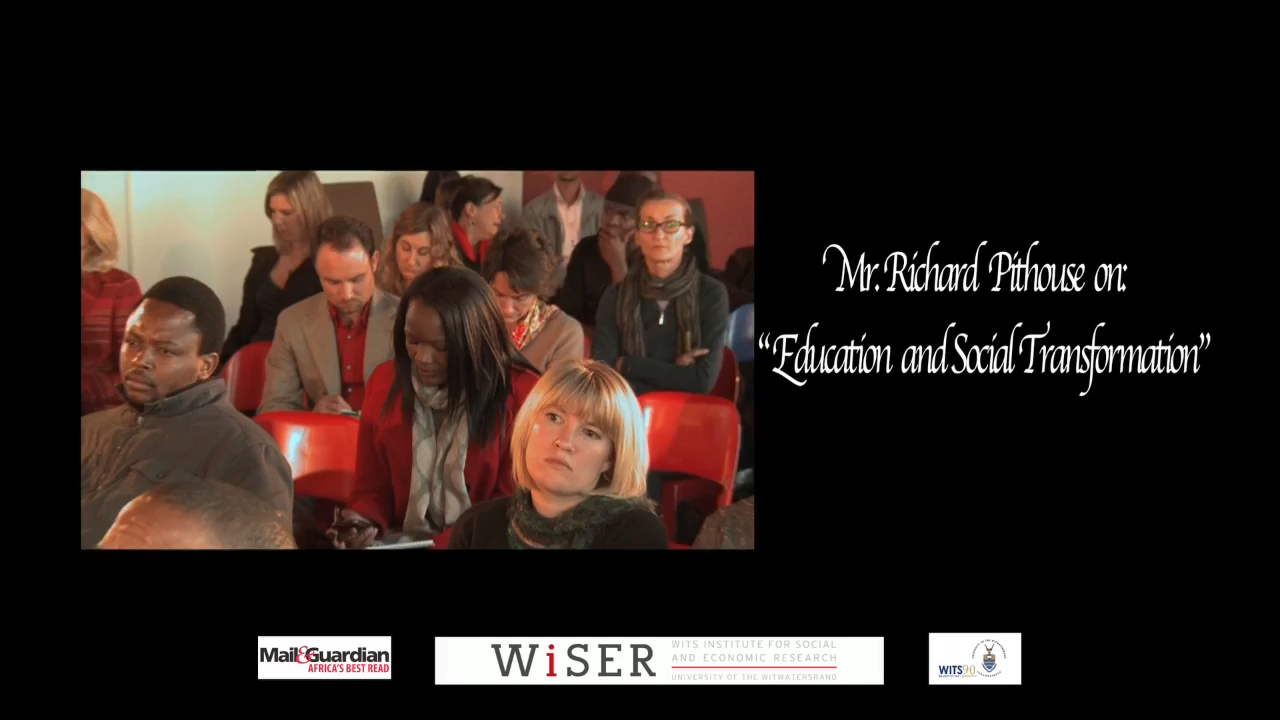 Mr. Richard Pithouse on:
“Education and Social Transformation”
Mail&Guardian
AFRICA'S BEST READ
WiSER
WITS INSTITUTE FOR SOCIAL
AND ECONOMIC RESEARCH
UNIVERSITY OF THE WITWATERSRAND
WITS90